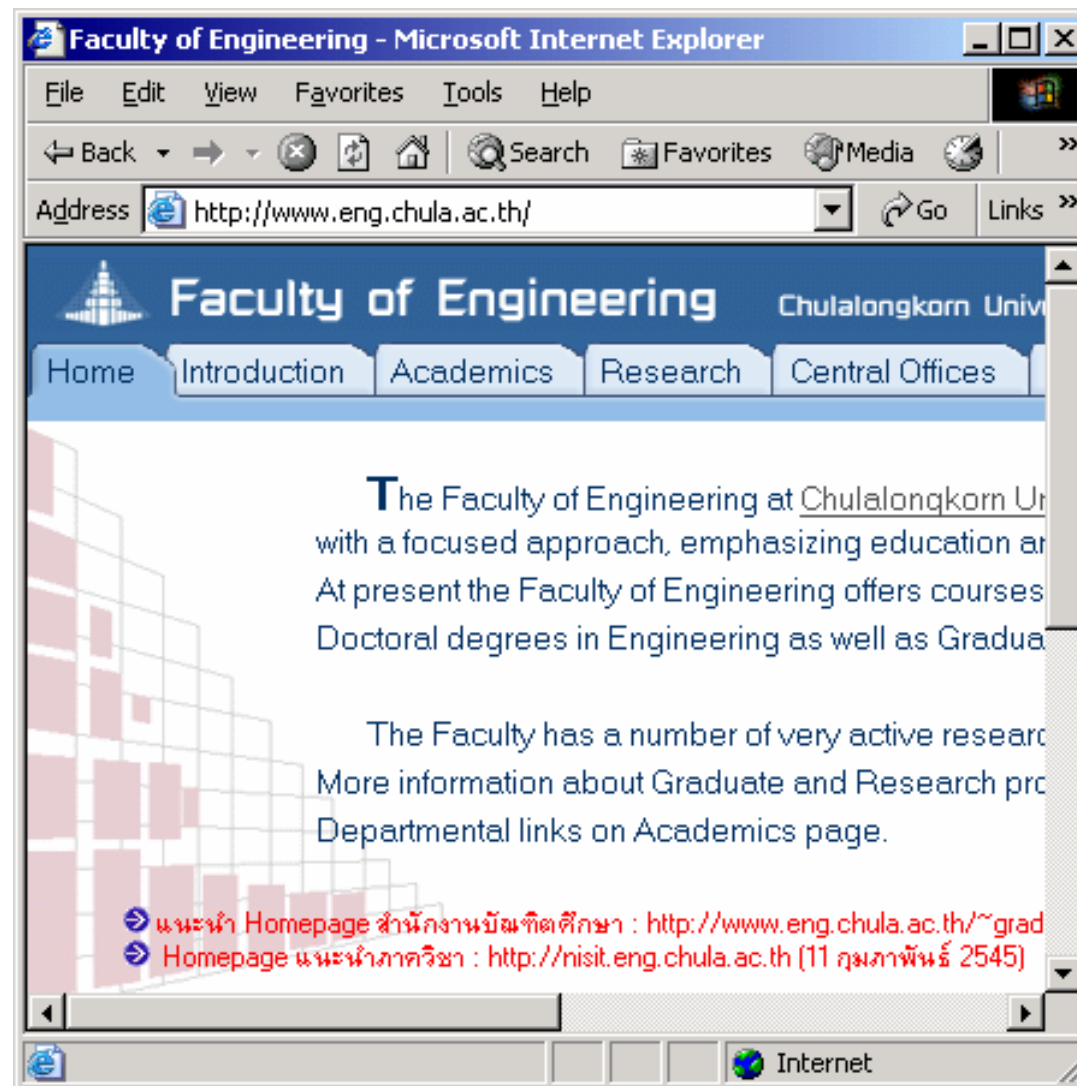 Faculty of Engineering - Microsoft Internet Explorer
File Edit View Favorites Tools Help
Back Search Favorites Media »
Address http://www.eng.chula.ac.th/ Go Links »
Faculty of Engineering Chulalongkorn Univ
Home Introduction Academics Research Central Offices
The Faculty of Engineering at Chulalongkorn Un
with a focused approach, emphasizing education an
At present the Faculty of Engineering offers courses
Doctoral degrees in Engineering as well as Gradua
The Faculty has a number of very active researc
More information about Graduate and Research pro
Departmental links on Academics page.
แนะนำ Homepage สำนักงานบัณฑิตศึกษา : http://www.eng.chula.ac.th/~grad
Homepage แนะนำภาควิชา : http://nisit.eng.chula.ac.th (11 กุมภาพันธ์ 2545)
Internet